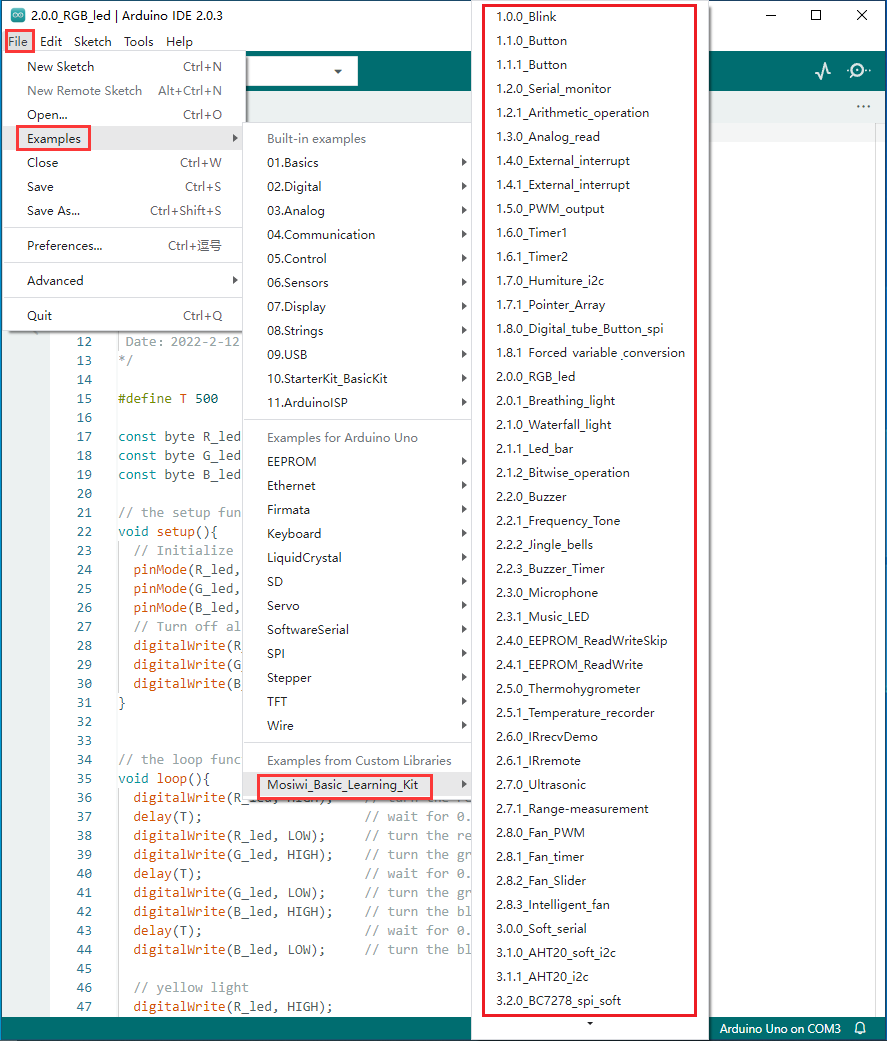 2.0.0_RGB_led | Arduino IDE 2.0.3
File Edit Sketch Tools Help
New Sketch Ctrl+N
New Remote Sketch Alt+Ctrl+N
Open... Ctrl+O
Examples
Close Ctrl+W
Save Ctrl+S
Save As... Ctrl+Shift+S
Preferences... Ctrl+逗号
Advanced
Quit Ctrl+Q
Built-in examples
01.Basics
02.Digital
03.Analog
04.Communication
05.Control
06.Sensors
07.Display
08.Strings
09.USB
10.StarterKit_BasicKit
11.ArduinoISP
Examples for Arduino Uno
EEPROM
Ethernet
Firmata
Keyboard
LiquidCrystal
SD
Servo
SoftwareSerial
SPI
Stepper
TFT
Wire
Examples from Custom Libraries
Mosiwi_Basic_Learning_Kit
1.0.0_Blink
1.1.0_Button
1.1.1_Button
1.2.0_Serial_monitor
1.2.1_Arithmetic_operation
1.3.0_Analog_read
1.4.0_External_interrupt
1.4.1_External_interrupt
1.5.0_PWM_output
1.6.0_Timer1
1.6.1_Timer2
1.7.0_Humiture_i2c
1.7.1_Pointer_Array
1.8.0_Digital_tube_Button_spi
1.8.1_Forced_variable_conversion
2.0.0_RGB_led
2.0.1_Breathing_light
2.1.0_Waterfall_light
2.1.1_Led_bar
2.1.2_Bitwise_operation
2.2.0_Buzzer
2.2.1_Frequency_Tone
2.2.2_Jingle_bells
2.2.3_Buzzer_Timer
2.3.0_Microphone
2.3.1_Music_LED
2.4.0_EEPROM_ReadWriteSkip
2.4.1_EEPROM_ReadWrite
2.5.0_Thermohygrometer
2.5.1_Temperature_recorder
2.6.0_IRrecvDemo
2.6.1_IRremote
2.7.0_Ultrasonic
2.7.1_Range-measurement
2.8.0_Fan_PWM
2.8.1_Fan_timer
2.8.2_Fan_Slider
2.8.3_Intelligent_fan
3.0.0_Soft_serial
3.1.0_AHT20_soft_i2c
3.1.1_AHT20_i2c
3.2.0_BC7278_spi_soft
12 Date: 2022-2-12
13 */
14
15 #define T 500
16
17 const byte R_led
18 const byte G_led
19 const byte B_led
20
21 // the setup fun
22 void setup(){
23 // Initialize
24 pinMode(R_led,
25 pinMode(G_led,
26 pinMode(B_led,
27 // Turn off al
28 digitalWrite(R
29 digitalWrite(G
30 digitalWrite(B_
31 }
32
33
34 // the loop func
35 void loop(){
36 digitalWrite(R_led, HIGH); // turn the re
37 delay(T); // wait for 0.
38 digitalWrite(R_led, LOW); // turn the re
39 digitalWrite(G_led, HIGH); // turn the gr
40 delay(T); // wait for 0.
41 digitalWrite(G_led, LOW); // turn the gr
42 digitalWrite(B_led, HIGH); // turn the bl
43 delay(T); // wait for 0.
44 digitalWrite(B_led, LOW); // turn the bl
45
46 // yellow light
47 digitalWrite(R_led, HIGH);
Arduino Uno on COM3